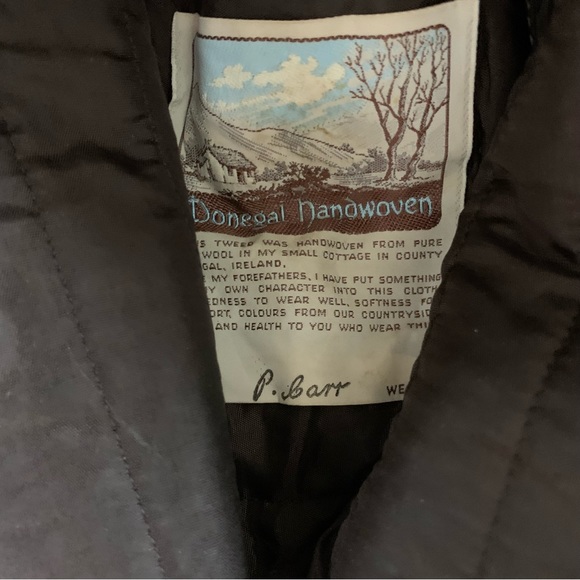 Donegal handwoven
TWEED WAS HANDWOVEN FROM PURE
WOOL IN MY SMALL COTTAGE IN COUNTY
GAL, IRELAND.
MY FOREFATHERS, I HAVE PUT SOMETHING
Y OWN CHARACTER INTO THIS CLOTH
EDNESS TO WEAR WELL, SOFTNESS FO
ORT, COLOURS FROM OUR COUNTRYSID
AND HEALTH TO YOU WHO WEAR THI
P. Carr WE